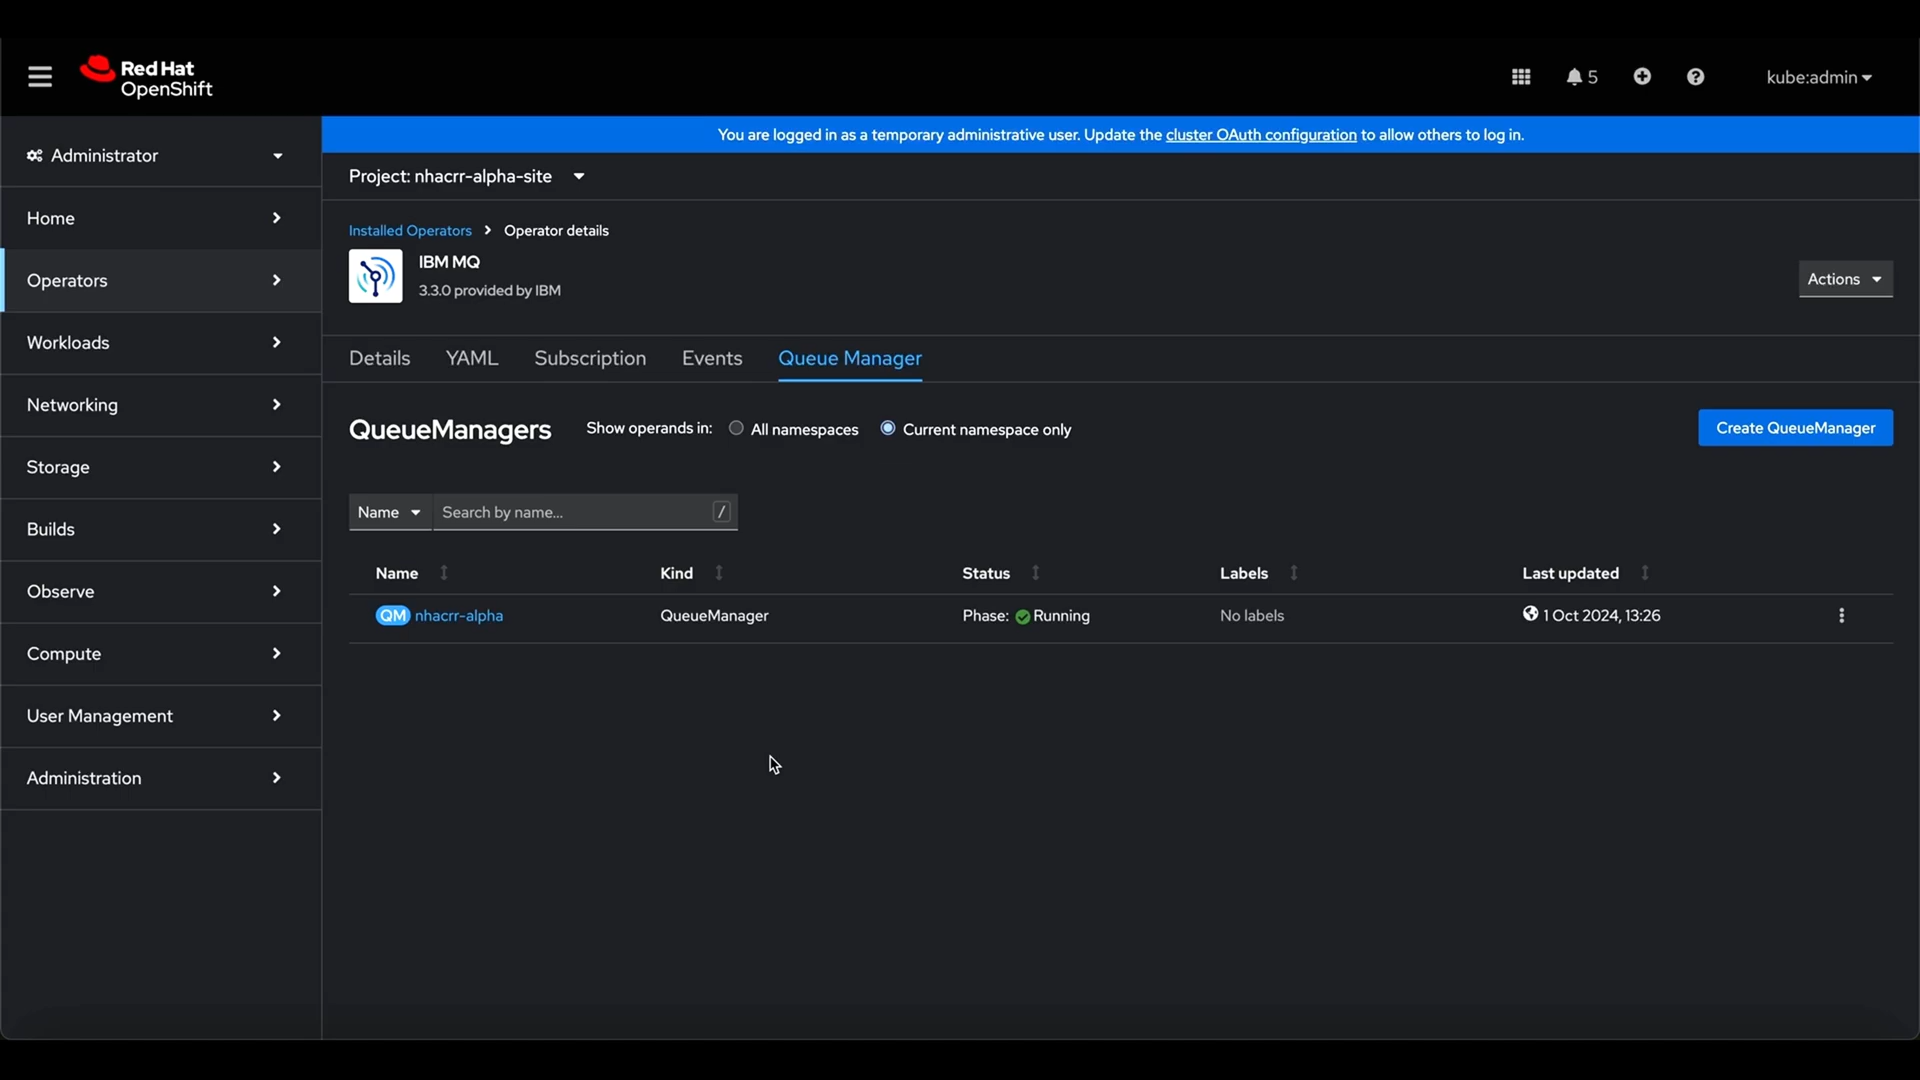 Red Hat
OpenShift
5
kube:admin
You are logged in as a temporary administrative user. Update the cluster OAuth configuration to allow others to log in.
Administrator
Home
Operators
Workloads
Networking
Storage
Builds
Observe
Compute
User Management
Administration
Project: nhacrr-alpha-site
Installed Operators > Operator details
IBM MQ
3.3.0 provided by IBM
Actions
Details YAML Subscription Events Queue Manager
QueueManagers Show operands in: All namespaces Current namespace only Create QueueManager
Name Search by name... /
Name Kind Status Labels Last updated
QM nhacrr-alpha QueueManager Phase: Running No labels 1 Oct 2024, 13:26